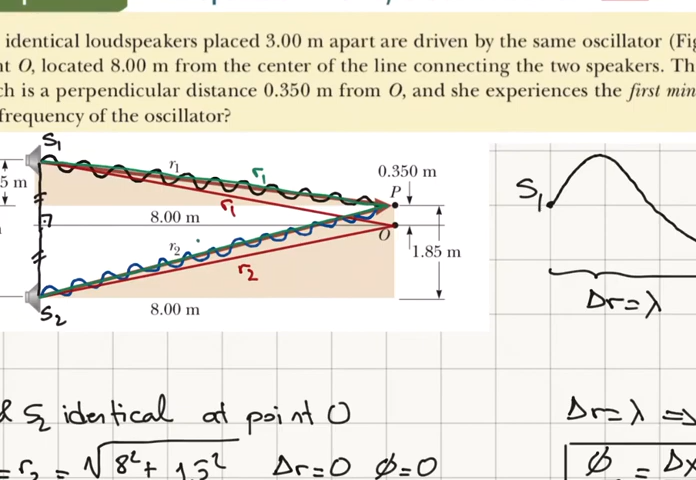 identical loudspeakers placed 3.00 m apart are driven by the same oscillator (Fig
nt O, located 8.00 m from the center of the line connecting the two speakers. Th
ch is a perpendicular distance 0.350 m from O, and she experiences the first min
frequency of the oscillator?
S₁
r₁
r₁
0.350 m
P
5 m
S₁
r₁
8.00 m
O
r₂
r₂
1.85 m
S₂
8.00 m
Δr=λ
S₂ identical at point O
Δr=λ ⇒
= r₂ = √8²+1.5² Δr=0 ϕ=0
ϕ = Δx